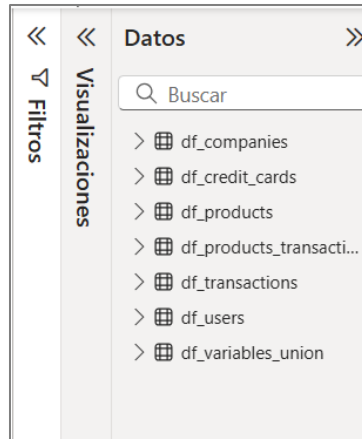 Filtros
Visualizaciones
Datos
Buscar
df_companies
df_credit_cards
df_products
df_products_transacti...
df_transactions
df_users
df_variables_union